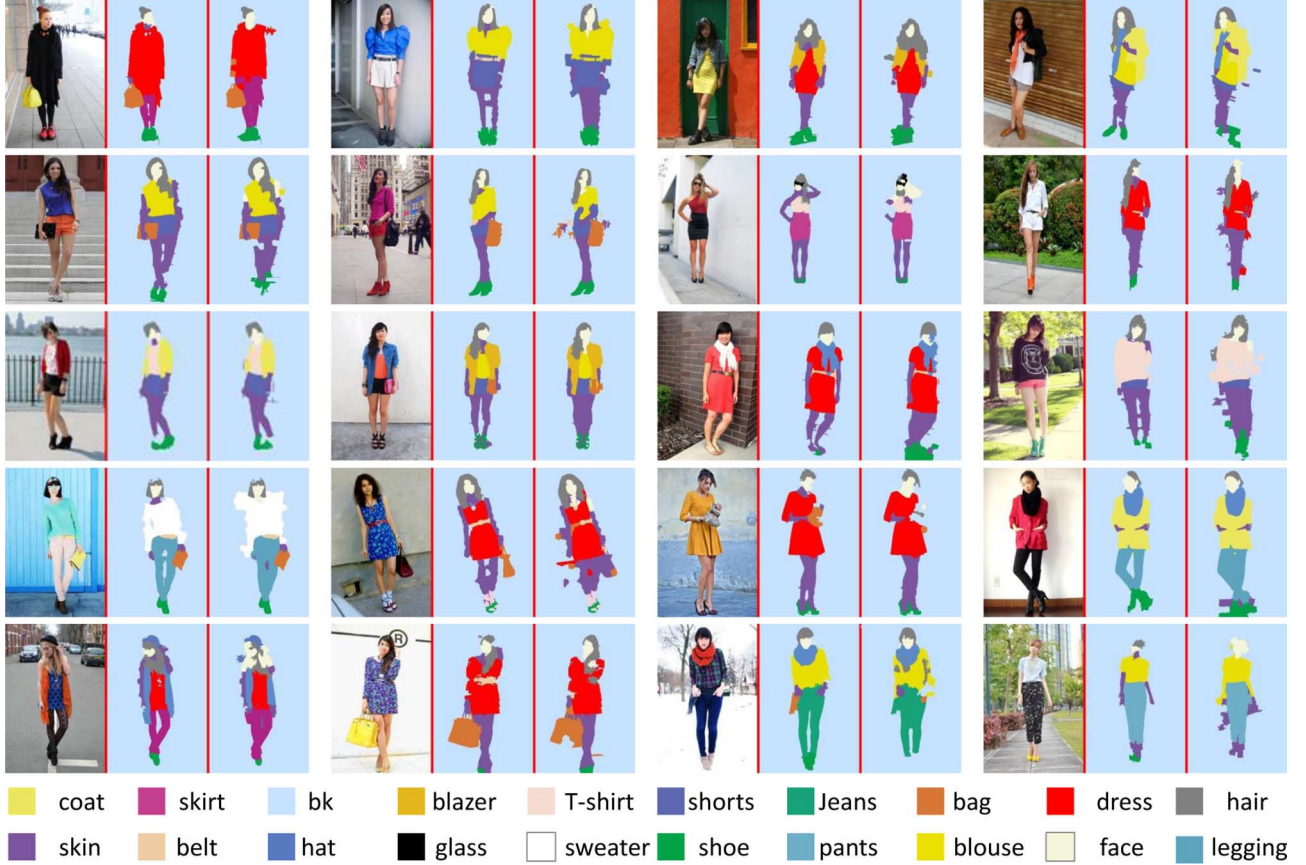 ®
coat skirt bk blazer T-shirt shorts Jeans bag dress hair
skin belt hat glass sweater shoe pants blouse face legging